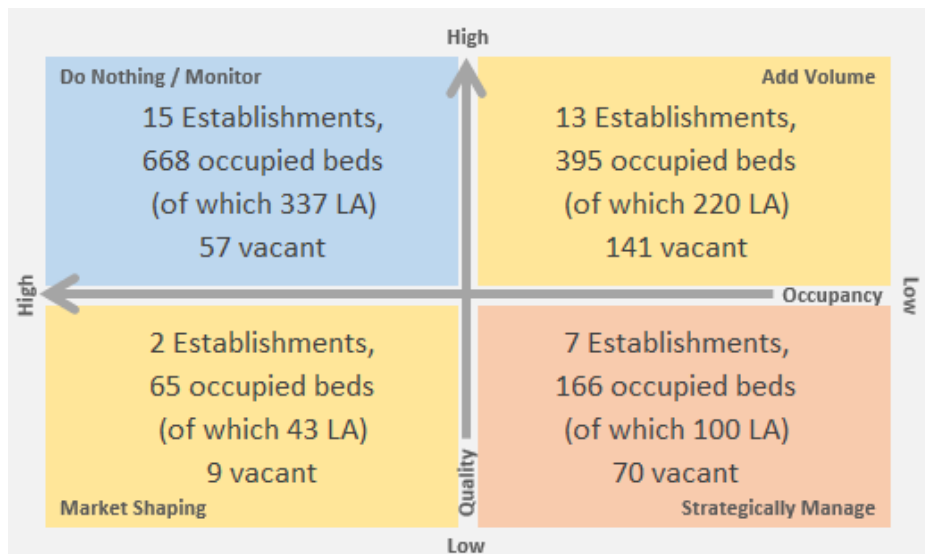 High
Do Nothing / Monitor
15 Establishments,
668 occupied beds
(of which 337 LA)
57 vacant
Add Volume
13 Establishments,
395 occupied beds
(of which 220 LA)
141 vacant
High
Occupancy
Low
2 Establishments,
65 occupied beds
(of which 43 LA)
9 vacant
Market Shaping
Quality
7 Establishments,
166 occupied beds
(of which 100 LA)
70 vacant
Strategically Manage
Low